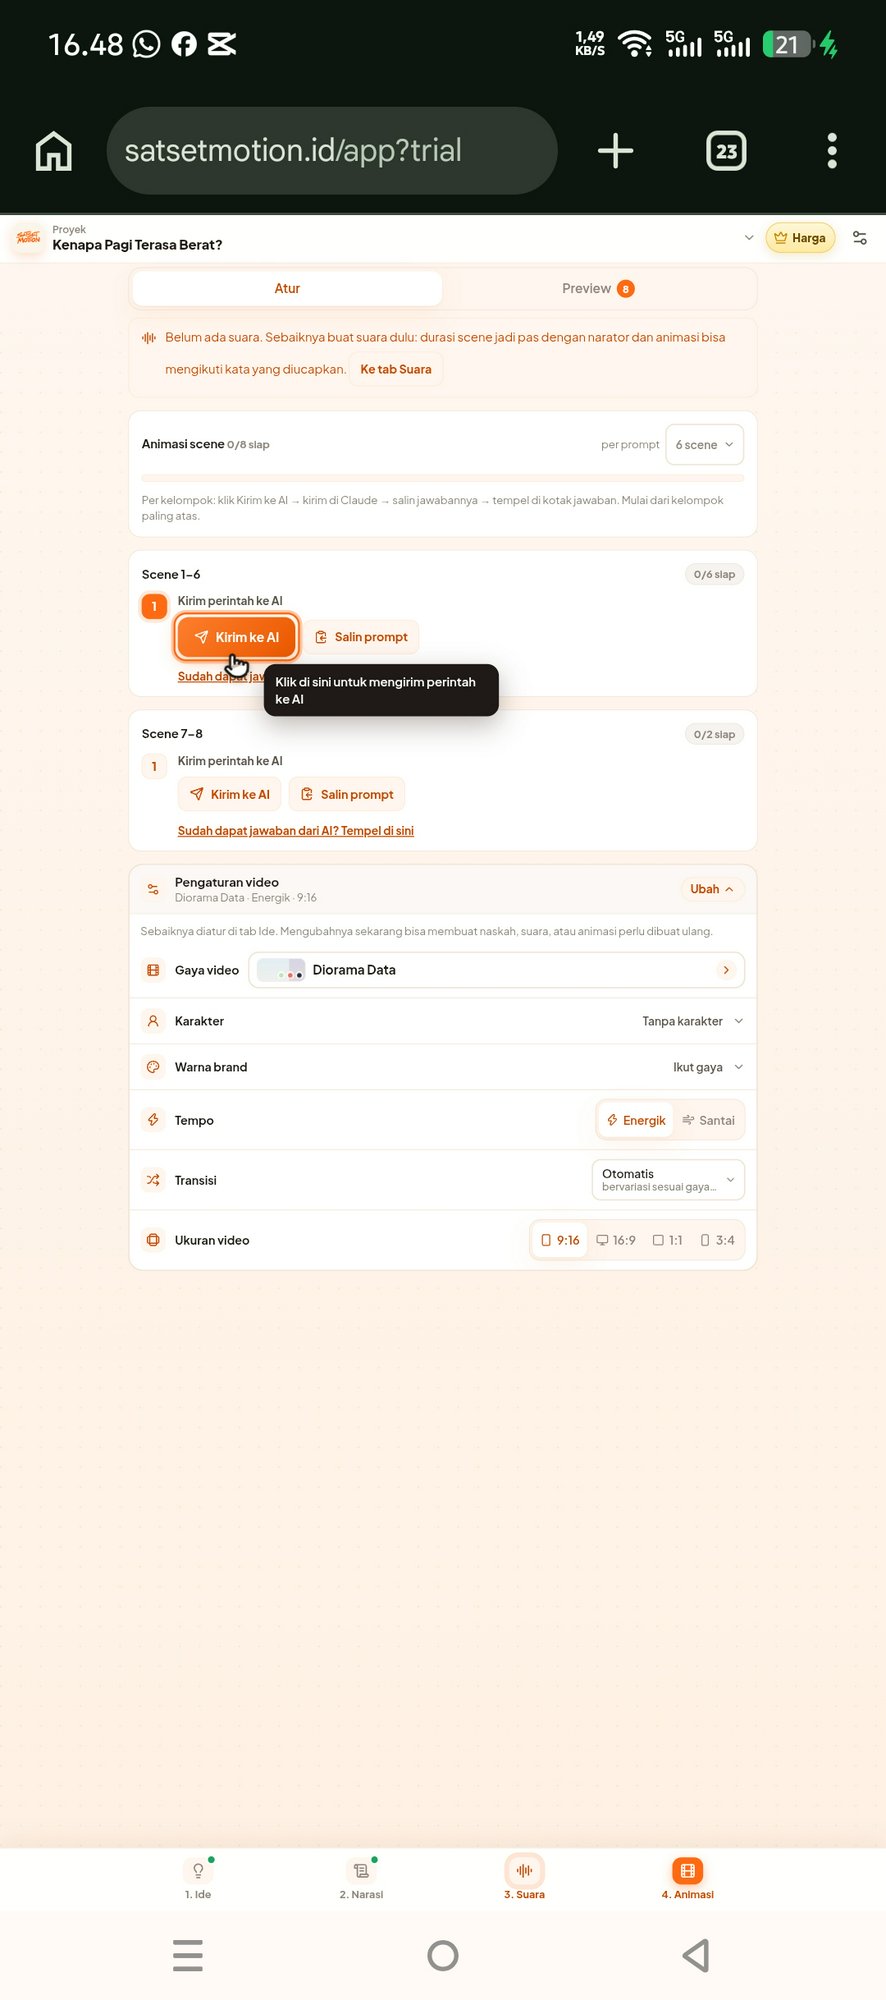 16.48
1,49 KB/S
5G
5G
21
satsetmotion.id/app?trial
23
SATSET MOTION
Proyek
Kenapa Pagi Terasa Berat?
Harga
Atur
Preview 8
Belum ada suara. Sebaiknya buat suara dulu: durasi scene jadi pas dengan narator dan animasi bisa
mengikuti kata yang diucapkan. Ke tab Suara
Animasi scene 0/8 siap
per prompt 6 scene
Per kelompok: klik Kirim ke AI → kirim di Claude → salin jawabannya → tempel di kotak jawaban. Mulai dari kelompok
paling atas.
Scene 1–6
0/6 siap
1 Kirim perintah ke AI
Kirim ke AI
Salin prompt
Sudah dapat jaw
Klik di sini untuk mengirim perintah
ke AI
Scene 7–8
0/2 siap
1 Kirim perintah ke AI
Kirim ke AI
Salin prompt
Sudah dapat jawaban dari AI? Tempel di sini
Pengaturan video
Diorama Data · Energik · 9:16
Ubah
Sebaiknya diatur di tab Ide. Mengubahnya sekarang bisa membuat naskah, suara, atau animasi perlu dibuat ulang.
Gaya video
Diorama Data
Karakter
Tanpa karakter
Warna brand
Ikut gaya
Tempo
Energik
Santai
Transisi
Otomatis
bervariasi sesuai gaya...
Ukuran video
9:16
16:9
1:1
3:4
1. Ide
2. Narasi
3. Suara
4. Animasi